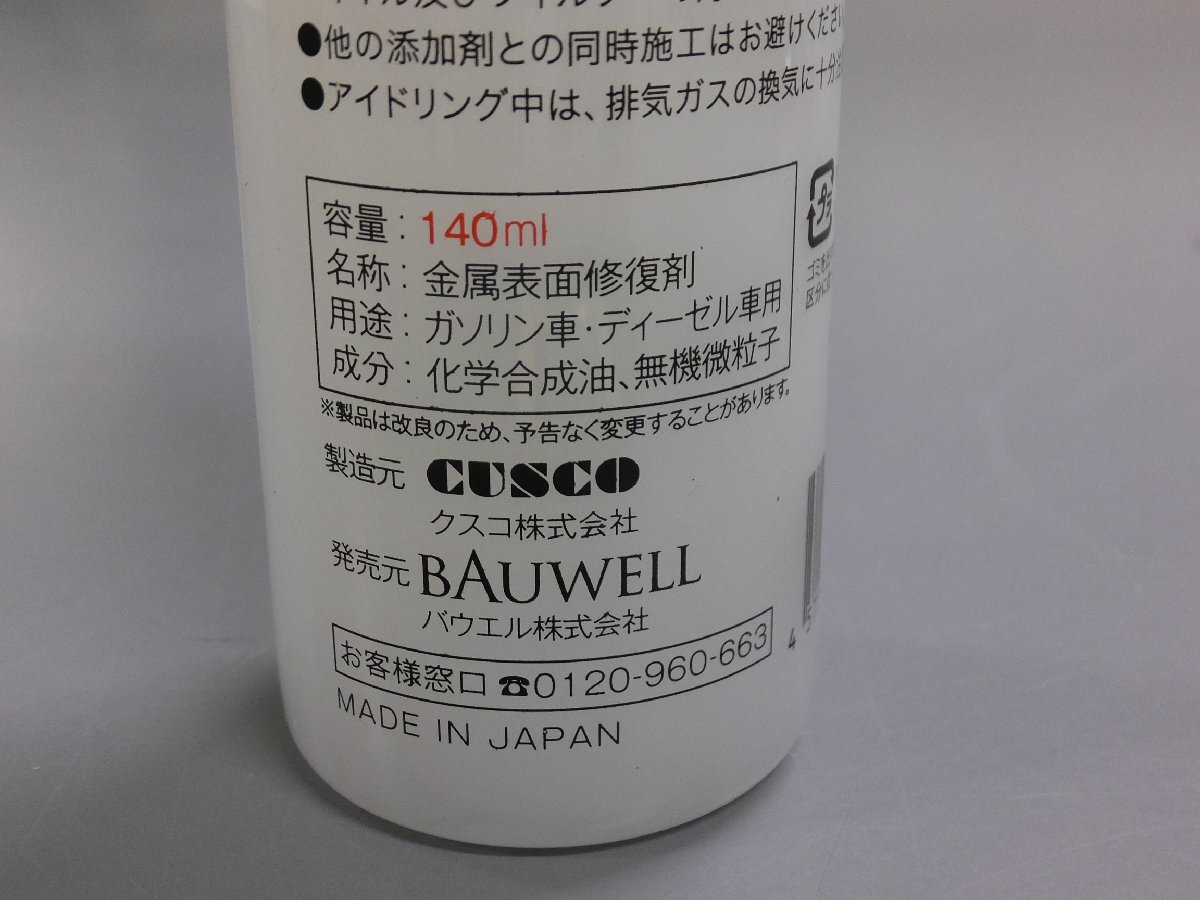 ●他の添加剤との同時施工はお避けください
●アイドリング中は、排気ガスの換気に十分
容量：140ml
名称：金属表面修復剤
用途：ガソリン車・ディーゼル車用
成分：化学合成油、無機微粒子
※製品は改良のため、予告なく変更することがあります。
製造元 CUSCO
クスコ株式会社
発売元 BAUWELL
バウエル株式会社
お客様窓口 ☎0120-960-663
MADE IN JAPAN
プラ
4